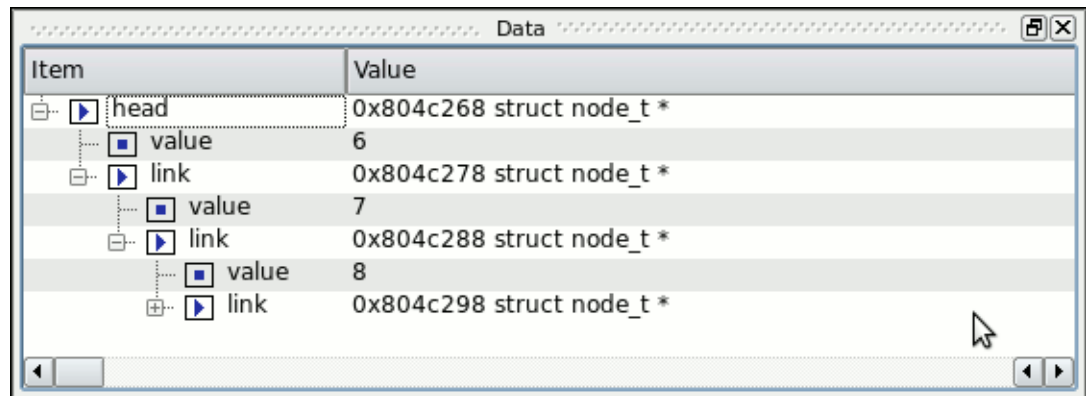 Data
Item Value
head 0x804c268 struct node_t *
value 6
link 0x804c278 struct node_t *
value 7
link 0x804c288 struct node_t *
value 8
link 0x804c298 struct node_t *